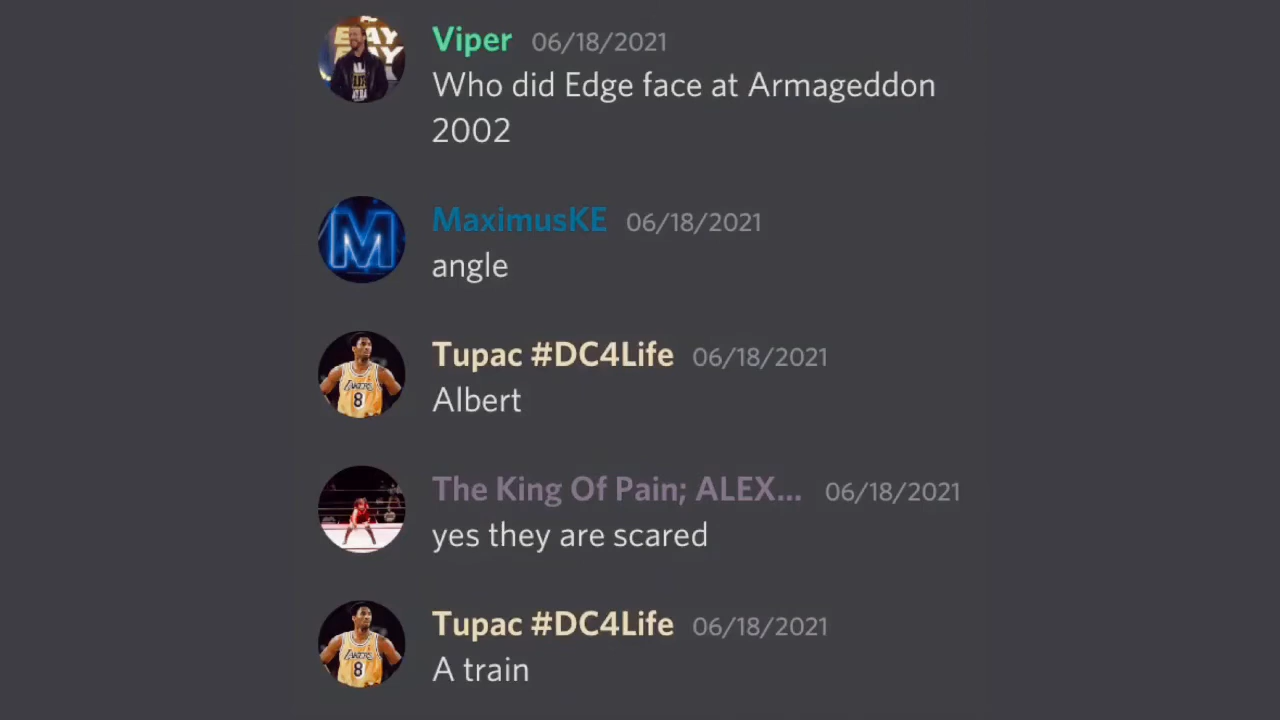 Viper 06/18/2021
Who did Edge face at Armageddon
2002
MaximusKE 06/18/2021
angle
Tupac #DC4Life 06/18/2021
Albert
The King Of Pain; ALEX... 06/18/2021
yes they are scared
Tupac #DC4Life 06/18/2021
A train